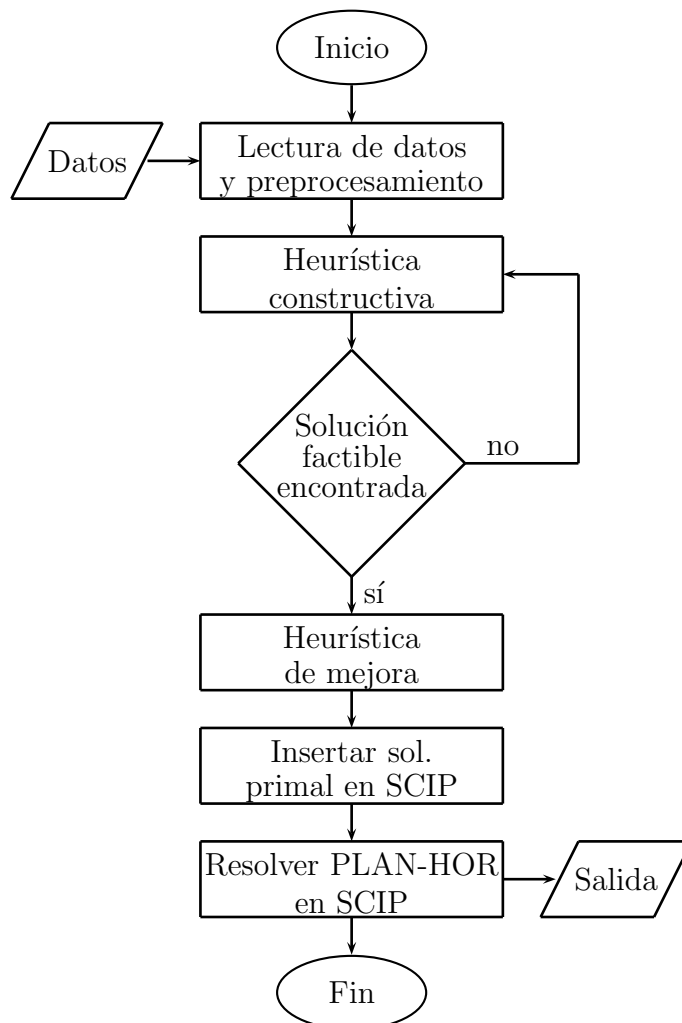 Inicio
Datos
Lectura de datos
y preprocesamiento
Heurística
constructiva
Solución
factible
encontrada
no
sí
Heurística
de mejora
Insertar sol.
primal en SCIP
Resolver PLAN-HOR
en SCIP
Salida
Fin